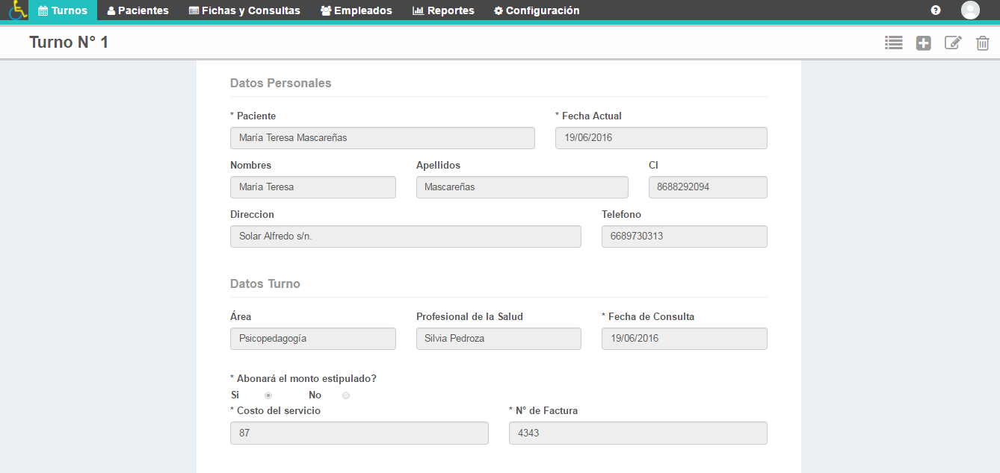 Turnos Pacientes Fichas y Consultas Empleados Reportes Configuración ?
Turno N° 1
Datos Personales
* Paciente * Fecha Actual
María Teresa Mascareñas 19/06/2016
Nombres Apellidos CI
María Teresa Mascareñas 8688292094
Direccion Telefono
Solar Alfredo s/n. 6689730313
Datos Turno
Área Profesional de la Salud * Fecha de Consulta
Psicopedagogía Silvia Pedroza 19/06/2016
* Abonará el monto estipulado?
Si No
* Costo del servicio * N° de Factura
87 4343